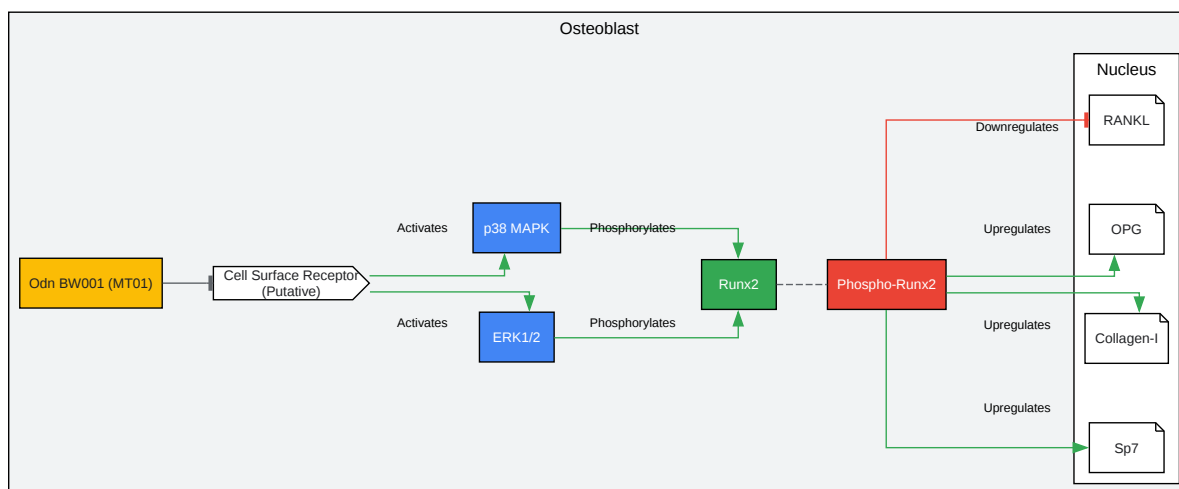 Osteoblast
Nucleus
RANKL
Downregulates
Activates
p38 MAPK
Phosphorylates
Upregulates
OPG
Odn BW001 (MT01)
Cell Surface Receptor
(Putative)
Runx2
Phospho-Runx2
Activates
ERK1/2
Phosphorylates
Upregulates
Collagen-I
Upregulates
Sp7